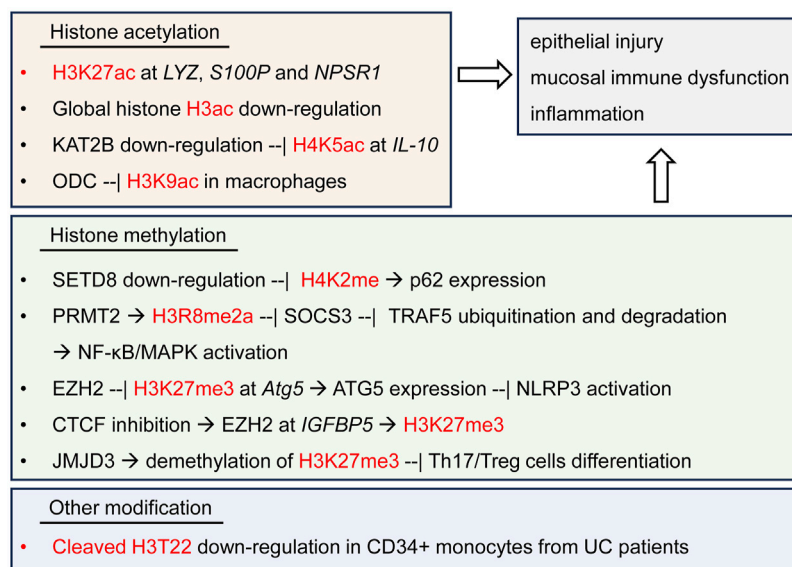 Histone acetylation
• H3K27ac at LYZ, S100P and NPSR1
• Global histone H3ac down-regulation
• KAT2B down-regulation --| H4K5ac at IL-10
• ODC --| H3K9ac in macrophages
epithelial injury
mucosal immune dysfunction
inflammation
Histone methylation
• SETD8 down-regulation --| H4K2me → p62 expression
• PRMT2 → H3R8me2a --| SOCS3 --| TRAF5 ubiquitination and degradation
→ NF-κB/MAPK activation
• EZH2 --| H3K27me3 at Atg5 → ATG5 expression --| NLRP3 activation
• CTCF inhibition → EZH2 at IGFBP5 → H3K27me3
• JMJD3 → demethylation of H3K27me3 --| Th17/Treg cells differentiation
Other modification
• Cleaved H3T22 down-regulation in CD34+ monocytes from UC patients